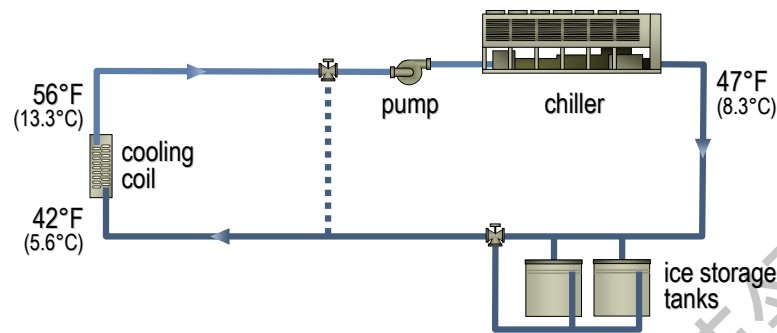 56°F
(13.3°C)
pump
chiller
47°F
(8.3°C)
cooling
coil
42°F
(5.6°C)
ice storage
tanks